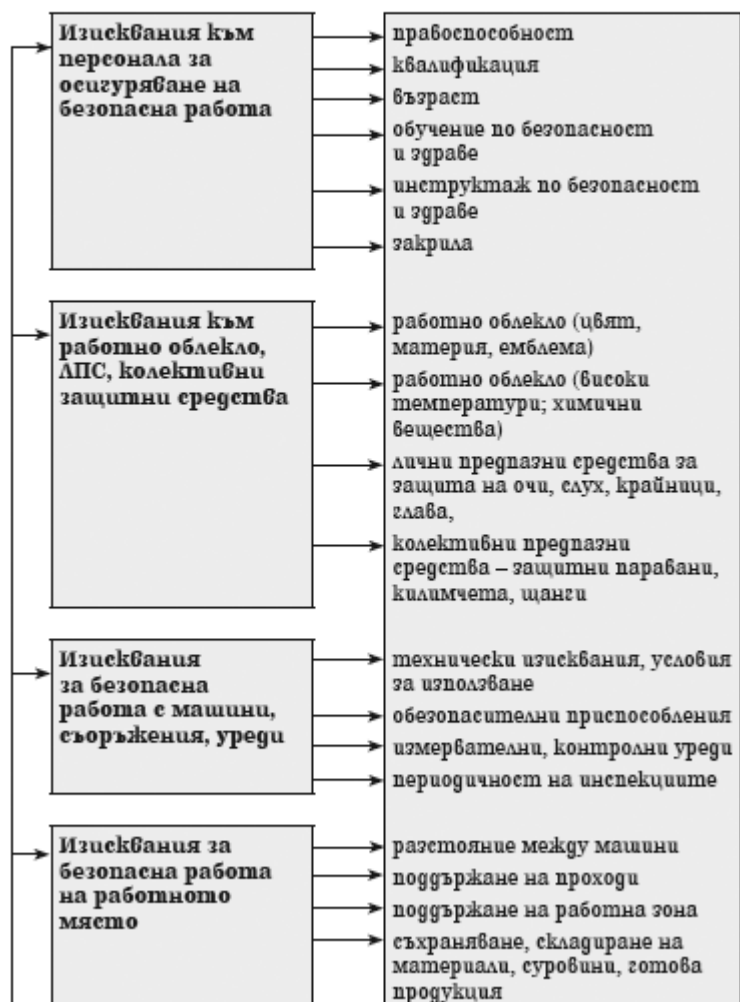 Изисквания към
персонала за
осигуряване на
безопасна работа
правоспособност
квалификация
възраст
обучение по безопасност
и здраве
инструктаж по безопасност
и здраве
закрила
Изисквания към
работно облекло,
ЛПС, колективни
защитни средства
работно облекло (цвят,
материя, емблема)
работно облекло (високи
температури; химични
вещества)
лични предпазни средства за
защита на очи, слух, крайници,
глава,
колективни предпазни
средства – защитни паравани,
килимчета, щанги
Изисквания
за безопасна
работа с машини,
съоръжения, уреди
технически изисквания, условия
за използване
обезопасителни приспособления
измервателни, контролни уреди
периодичност на инспекциите
Изисквания за
безопасна работа
на работното
място
разстояние между машини
поддържане на проходи
поддържане на работна зона
съхраняване, складиране на
материали, суровини, готова
продукция